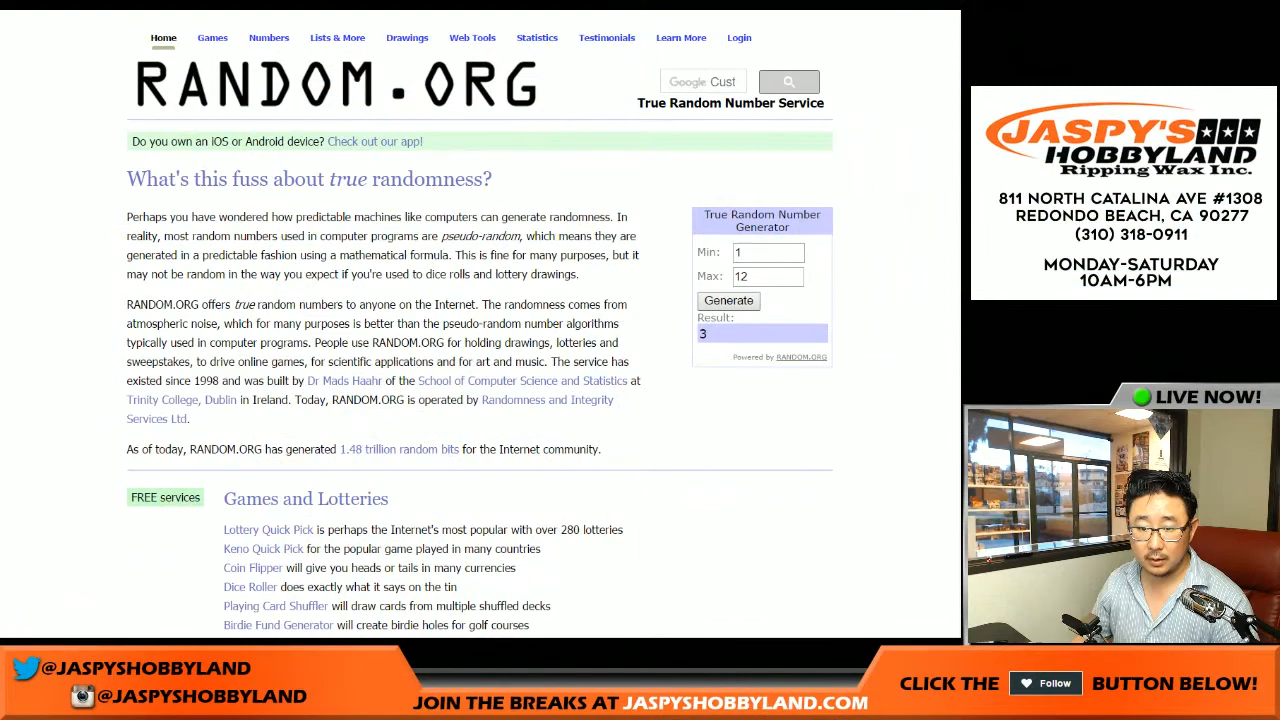 Home Games Numbers Lists & More Drawings Web Tools Statistics Testimonials Learn More Login
RANDOM.ORG
Google Cust
True Random Number Service
Do you own an iOS or Android device? Check out our app!
What's this fuss about true randomness?
Perhaps you have wondered how predictable machines like computers can generate randomness. In
reality, most random numbers used in computer programs are pseudo-random, which means they are
generated in a predictable fashion using a mathematical formula. This is fine for many purposes, but it
may not be random in the way you expect if you're used to dice rolls and lottery drawings.
RANDOM.ORG offers true random numbers to anyone on the Internet. The randomness comes from
atmospheric noise, which for many purposes is better than the pseudo-random number algorithms
typically used in computer programs. People use RANDOM.ORG for holding drawings, lotteries and
sweepstakes, to drive online games, for scientific applications and for art and music. The service has
existed since 1998 and was built by Dr Mads Haahr of the School of Computer Science and Statistics at
Trinity College, Dublin in Ireland. Today, RANDOM.ORG is operated by Randomness and Integrity
Services Ltd.
As of today, RANDOM.ORG has generated 1.48 trillion random bits for the Internet community.
True Random Number
Generator
Min: 1
Max: 12
Generate
Result:
3
Powered by RANDOM.ORG
FREE services
Games and Lotteries
Lottery Quick Pick is perhaps the Internet's most popular with over 280 lotteries
Keno Quick Pick for the popular game played in many countries
Coin Flipper will give you heads or tails in many currencies
Dice Roller does exactly what it says on the tin
Playing Card Shuffler will draw cards from multiple shuffled decks
Birdie Fund Generator will create birdie holes for golf courses
JASPY'S
HOBBYLAND
Ripping Wax Inc.
811 NORTH CATALINA AVE #1308
REDONDO BEACH, CA 90277
(310) 318-0911
MONDAY-SATURDAY
10AM-6PM
LIVE NOW!
@JASPYSHOBBYLAND
@JASPYSHOBBYLAND
JOIN THE BREAKS AT JASPYSHOBBYLAND.COM
CLICK THE Follow BUTTON BELOW!